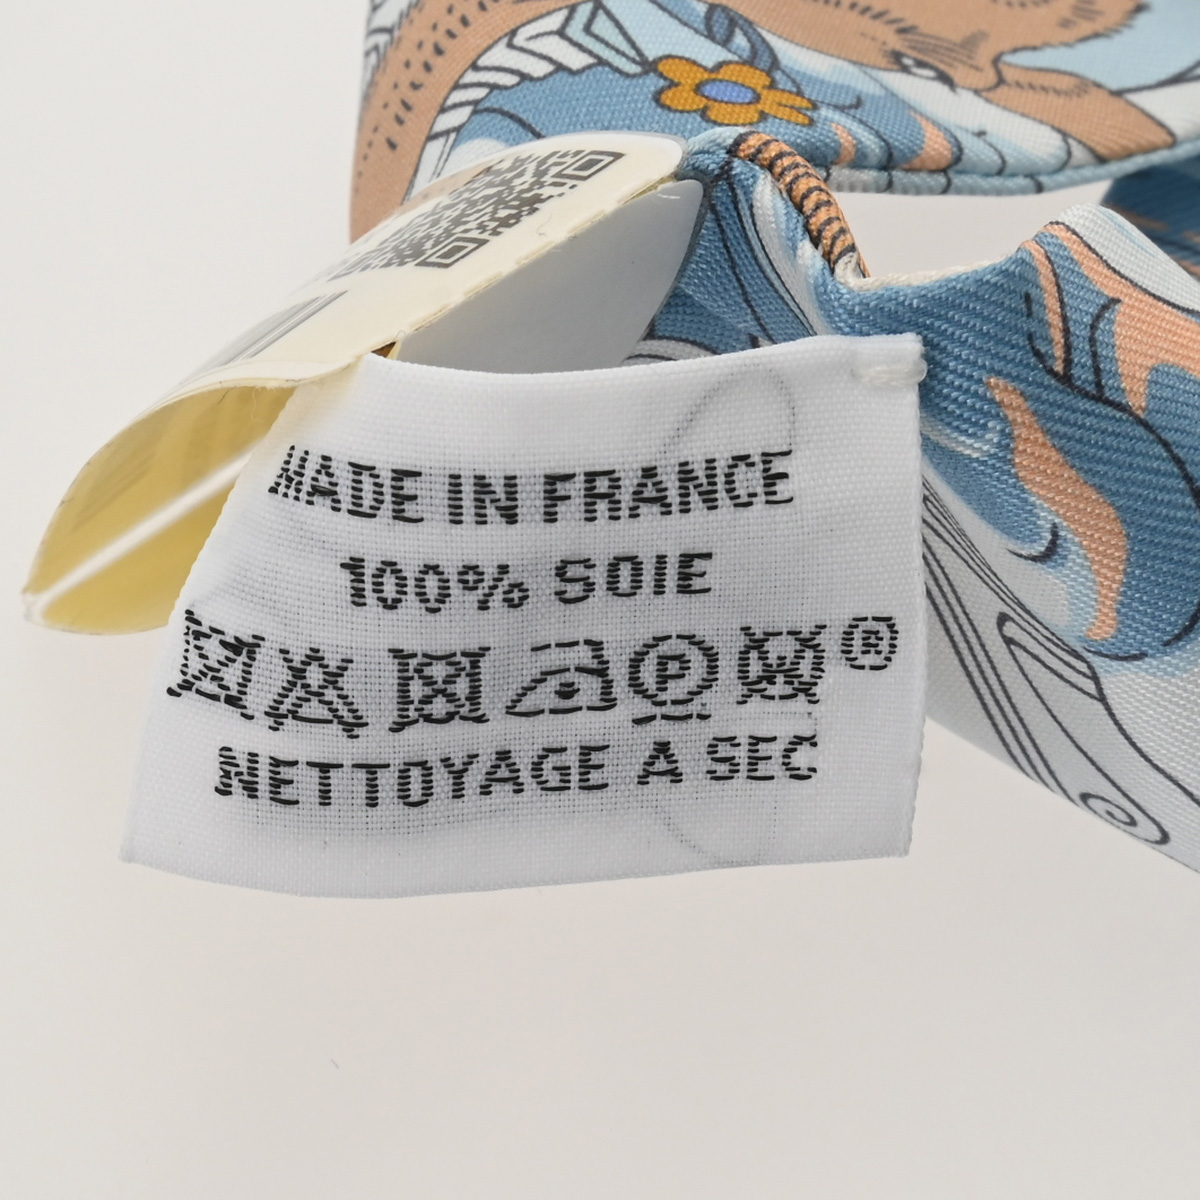 MADE IN FRANCE
100% SOIE
P W ®
NETTOYAGE A SEC